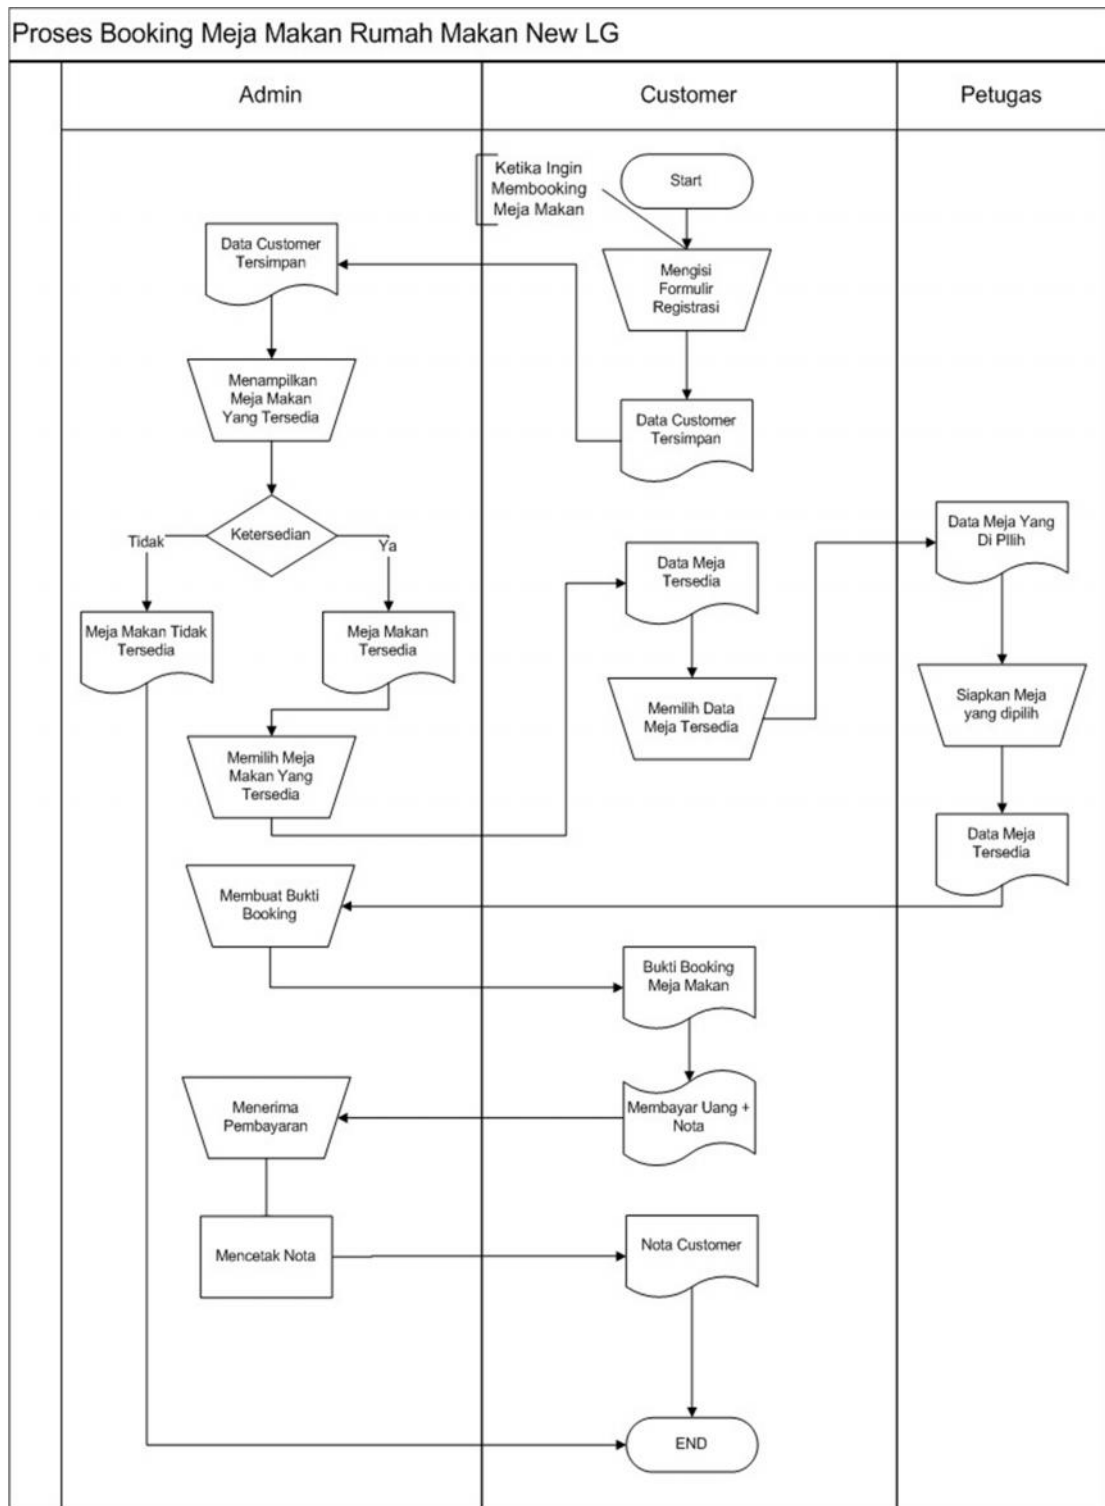 Proses Booking Meja Makan Rumah Makan New LG
Admin
Customer
Petugas
Ketika Ingin
Membooking
Meja Makan
Start
Data Customer
Tersimpan
Mengisi
Formulir
Registrasi
Menampilkan
Meja Makan
Yang Tersedia
Data Customer
Tersimpan
Ketersedian
Tidak
Ya
Data Meja
Tersedia
Data Meja Yang
Di PIlih
Meja Makan Tidak
Tersedia
Meja Makan
Tersedia
Memilih Data
Meja Tersedia
Siapkan Meja
yang dipilih
Memilih Meja
Makan Yang
Tersedia
Data Meja
Tersedia
Membuat Bukti
Booking
Bukti Booking
Meja Makan
Menerima
Pembayaran
Membayar Uang +
Nota
Mencetak Nota
Nota Customer
END